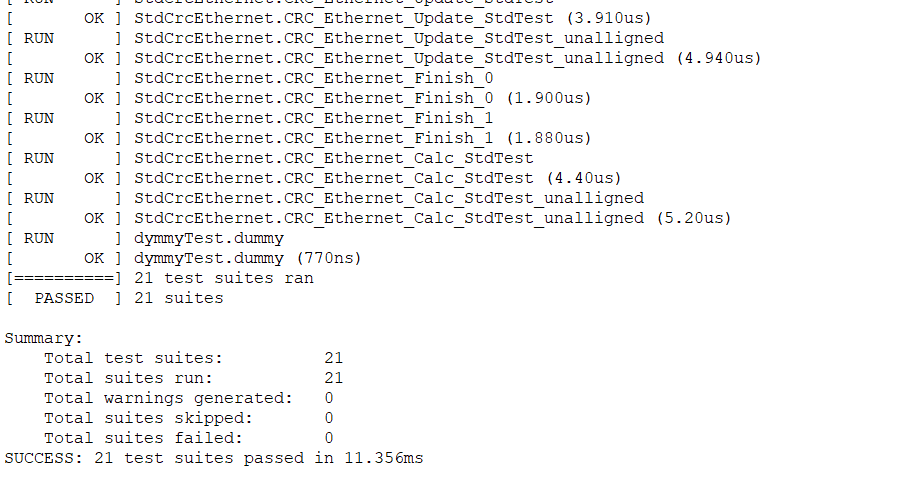 [ RUN      ] StdCrcEthernet.CRC_Ethernet_Update_StdTest
[       OK ] StdCrcEthernet.CRC_Ethernet_Update_StdTest (3.910us)
[ RUN      ] StdCrcEthernet.CRC_Ethernet_Update_StdTest_unalligned
[       OK ] StdCrcEthernet.CRC_Ethernet_Update_StdTest_unalligned (4.940us)
[ RUN      ] StdCrcEthernet.CRC_Ethernet_Finish_0
[       OK ] StdCrcEthernet.CRC_Ethernet_Finish_0 (1.900us)
[ RUN      ] StdCrcEthernet.CRC_Ethernet_Finish_1
[       OK ] StdCrcEthernet.CRC_Ethernet_Finish_1 (1.880us)
[ RUN      ] StdCrcEthernet.CRC_Ethernet_Calc_StdTest
[       OK ] StdCrcEthernet.CRC_Ethernet_Calc_StdTest (4.40us)
[ RUN      ] StdCrcEthernet.CRC_Ethernet_Calc_StdTest_unalligned
[       OK ] StdCrcEthernet.CRC_Ethernet_Calc_StdTest_unalligned (5.20us)
[ RUN      ] dymmyTest.dummy
[       OK ] dymmyTest.dummy (770ns)
[==========] 21 test suites ran
[  PASSED  ] 21 suites
Summary:
    Total test suites:          21
    Total suites run:           21
    Total warnings generated:   0
    Total suites skipped:       0
    Total suites failed:        0
SUCCESS: 21 test suites passed in 11.356ms